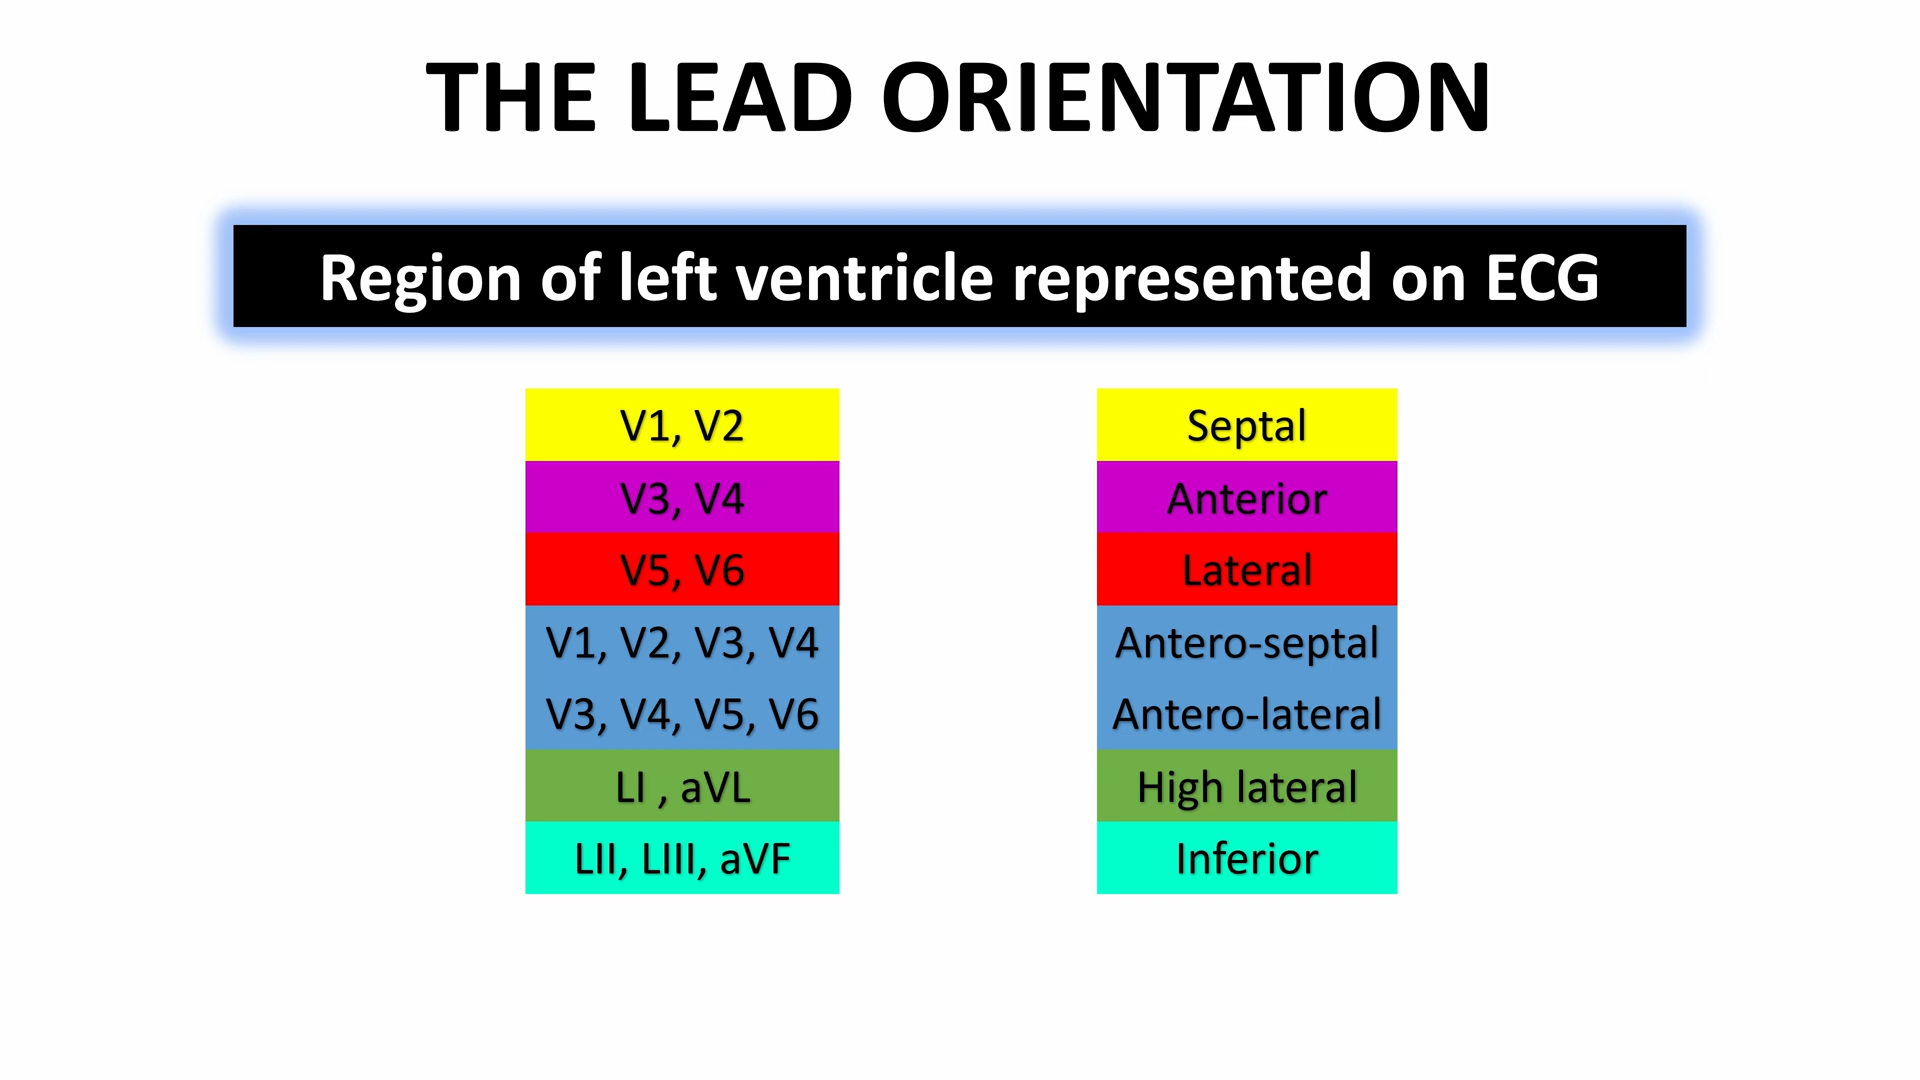 THE LEAD ORIENTATION
Region of left ventricle represented on ECG
V1, V2 Septal
V3, V4 Anterior
V5, V6 Lateral
V1, V2, V3, V4 Antero-septal
V3, V4, V5, V6 Antero-lateral
LI , aVL High lateral
LII, LIII, aVF Inferior